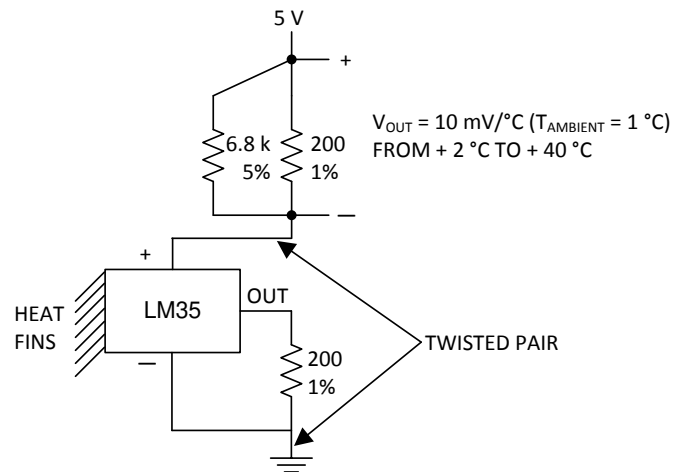 5 V
+
6.8 k
5%
200
1%
V_OUT = 10 mV/°C (T_AMBIENT = 1 °C)
FROM + 2 °C TO + 40 °C
—
+
HEAT
FINS
LM35
OUT
—
200
1%
TWISTED PAIR